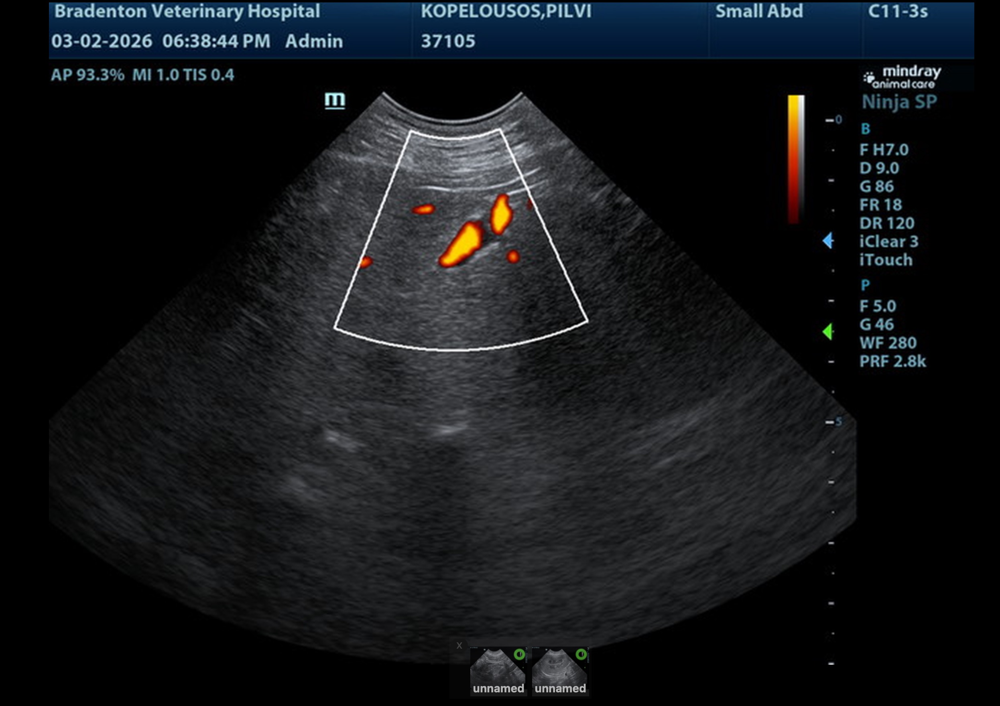 Bradenton Veterinary Hospital
KOPELOUSOS,PILVI
Small Abd
C11-3s
03-02-2026 06:38:44 PM Admin
37105
AP 93.3% MI 1.0 TIS 0.4
m
mindray
animal care
Ninja SP
0
B
F H7.0
D 9.0
G 86
FR 18
DR 120
iClear 3
iTouch
P
F 5.0
G 46
WF 280
PRF 2.8k
5
X
unnamed
unnamed